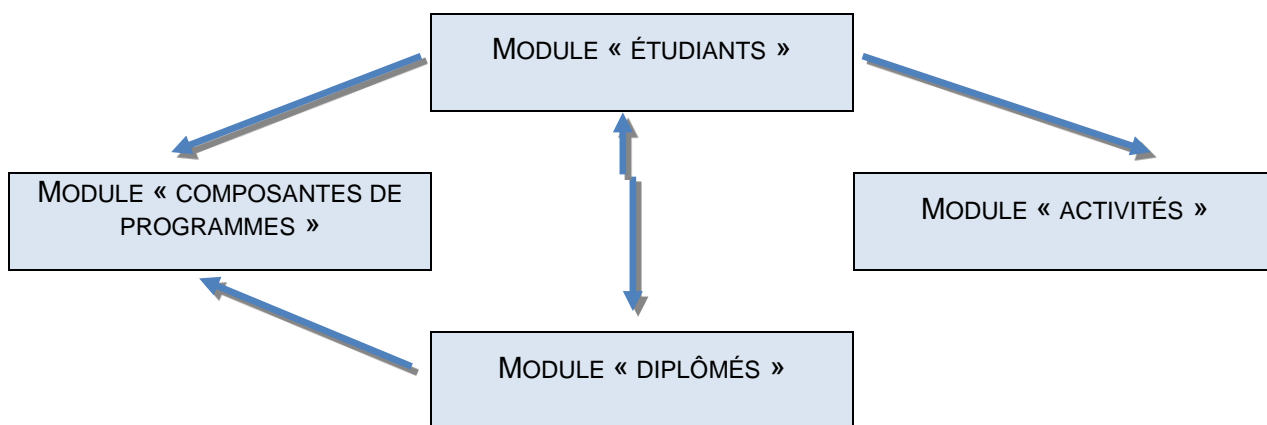 MODULE « ÉTUDIANTS »
MODULE « COMPOSANTES DE
PROGRAMMES »
MODULE « ACTIVITÉS »
MODULE « DIPLÔMÉS »